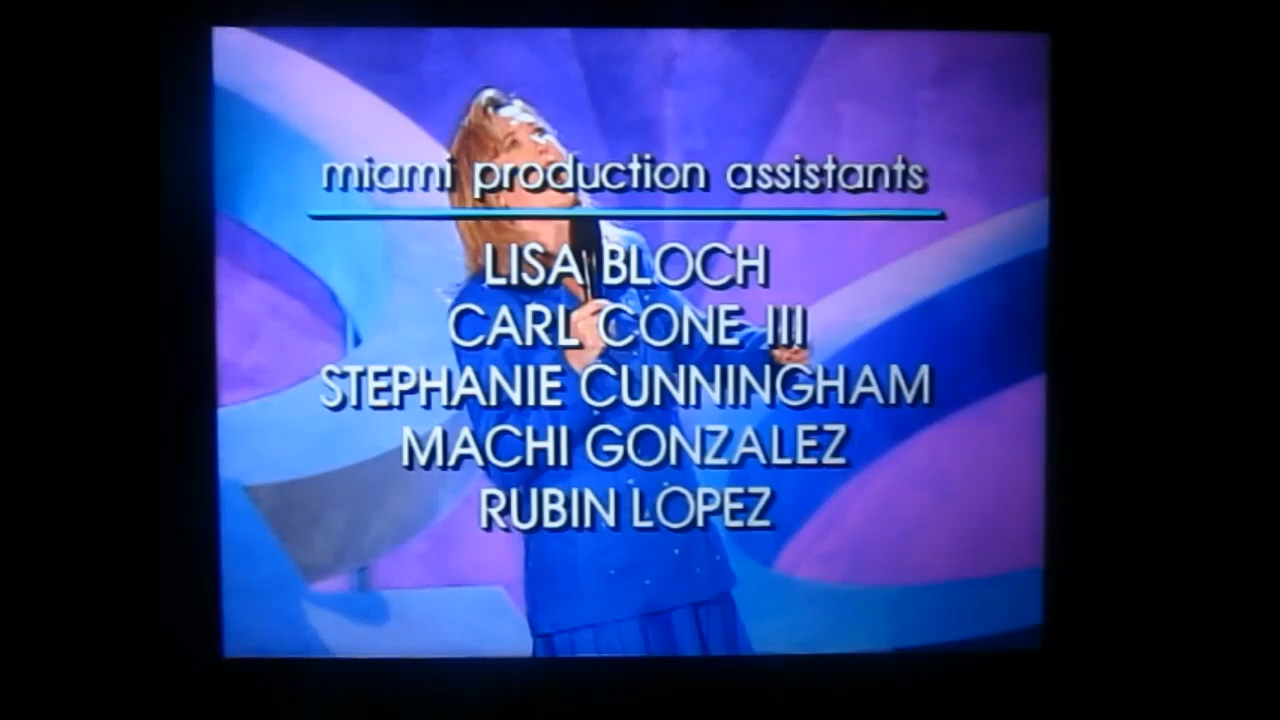 miami production assistants
LISA BLOCH
CARL CONE III
STEPHANIE CUNNINGHAM
MACHI GONZALEZ
RUBIN LOPEZ